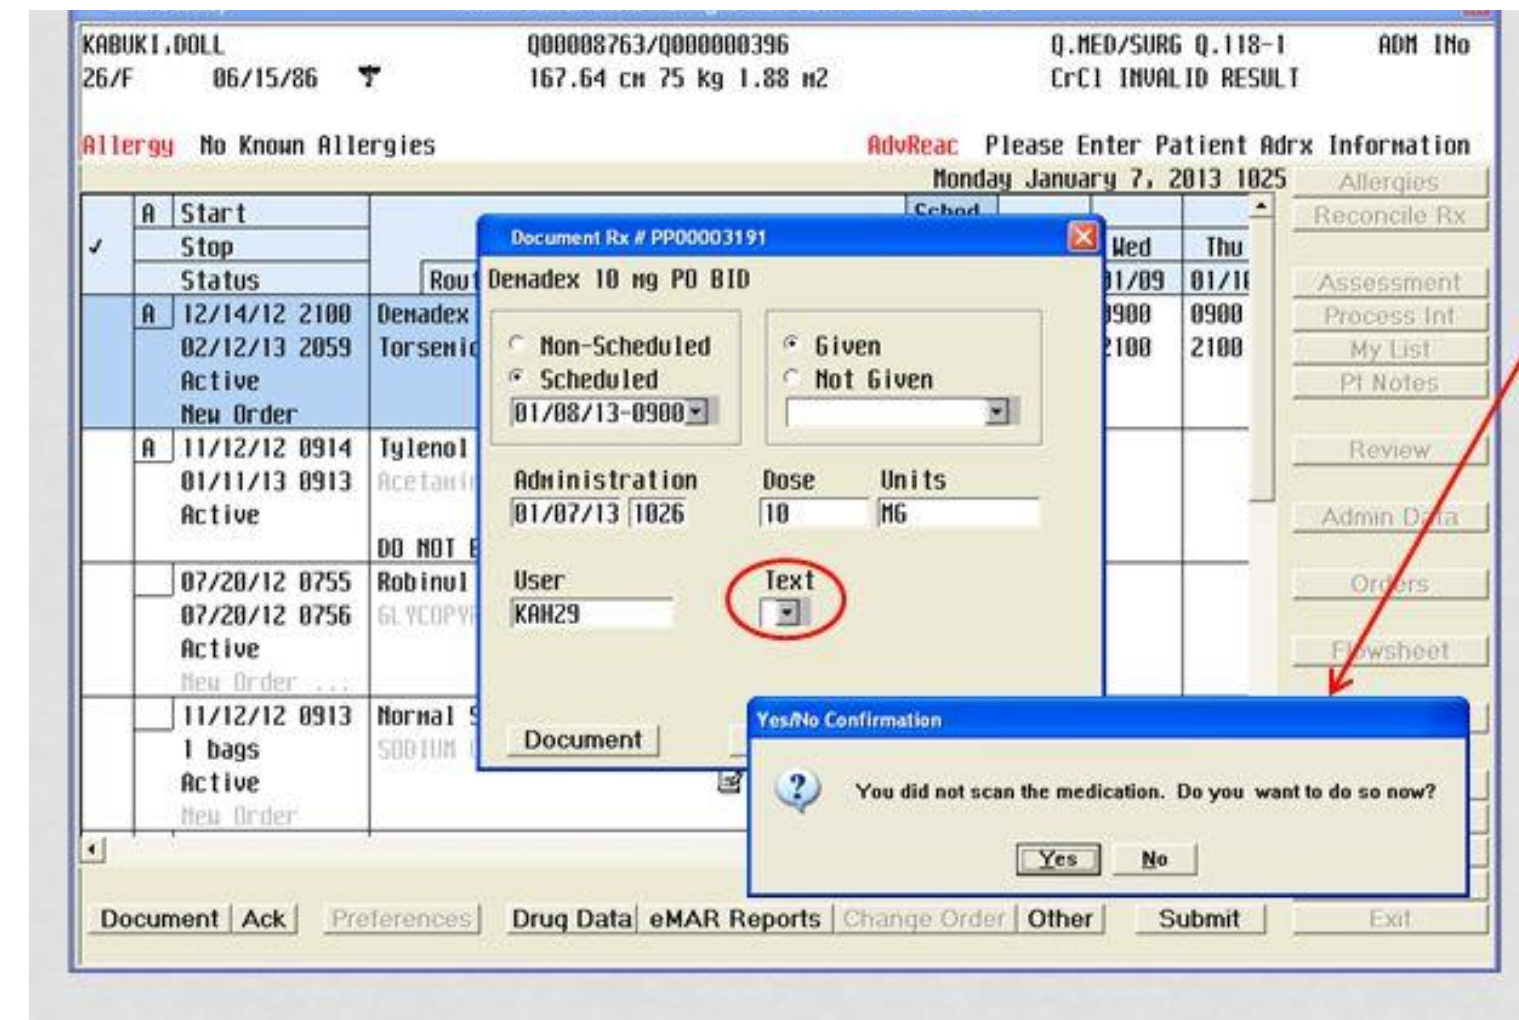 KABUKI,DOLL Q00008763/Q000000396 Q.MED/SURG Q.118-1 ADM INo
26/F 06/15/86 167.64 cm 75 kg 1.88 m2 CrCl INVALID RESULT
Allergy No Known Allergies AdvReac Please Enter Patient Adrx Information
Monday January 7, 2013 1025
Allergies
Reconcile Rx
Assessment
Process Int
My List
Pt Notes
Review
Admin Data
Orders
Flowsheet
Exit
A Start Sched
✓ Stop Wed Thu
Status 01/09
A 12/14/12 2100 Demadex 0900 0900
02/12/13 2059 2100 2100
Active
New Order
A 11/12/12 0914 Tylenol
01/11/13 0913
Active
DO NOT
07/20/12 0755 Robinul
07/20/12 0756
Active
New Order ...
11/12/12 0913 Normal
1 bags SODIUM
Active
New Order
Document Rx # PP00003191
Demadex 10 mg PO BID
Non-Scheduled Given
Scheduled Not Given
01/08/13-0900
Administration Dose Units
01/07/13 1026 10 MG
User Text
KAH29
Document
Yes/No Confirmation
You did not scan the medication. Do you want to do so now?
Yes No
Document Ack Preferences Drug Data eMAR Reports Change Order Other Submit